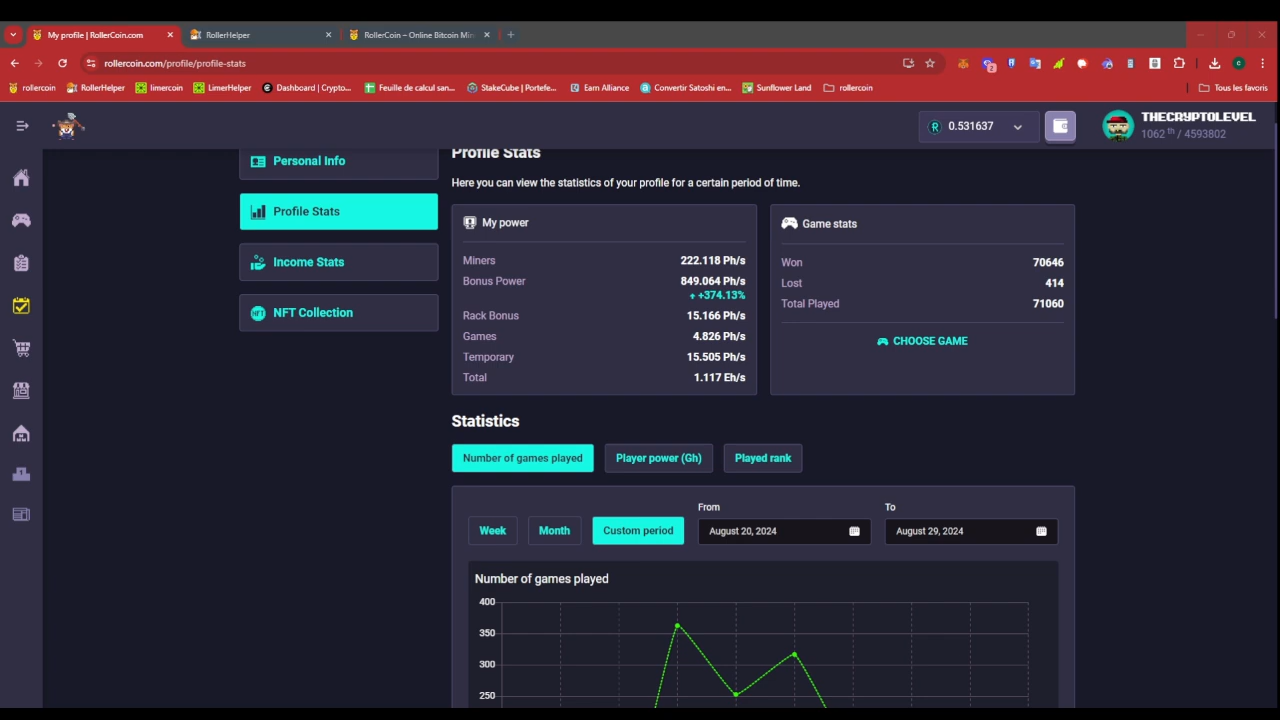 My profile | RollerCoin.com
RollerHelper
RollerCoin – Online Bitcoin Min
rollercoin.com/profile/profile-stats
rollercoin
RollerHelper
limercoin
LimerHelper
Dashboard | Crypto...
Feuille de calcul san...
StakeCube | Portefe...
Earn Alliance
Convertir Satoshi en...
Sunflower Land
rollercoin
Tous les favoris
0.531637
THECRYPTOLEVEL
1062 th / 4593802
Personal Info
Profile Stats
Income Stats
NFT Collection
Profile Stats
Here you can view the statistics of your profile for a certain period of time.
My power
Miners 222.118 Ph/s
Bonus Power 849.064 Ph/s
+374.13%
Rack Bonus 15.166 Ph/s
Games 4.826 Ph/s
Temporary 15.505 Ph/s
Total 1.117 Eh/s
Game stats
Won 70646
Lost 414
Total Played 71060
CHOOSE GAME
Statistics
Number of games played
Player power (Gh)
Played rank
From
To
Week
Month
Custom period
August 20, 2024
August 29, 2024
Number of games played
400
350
300
250